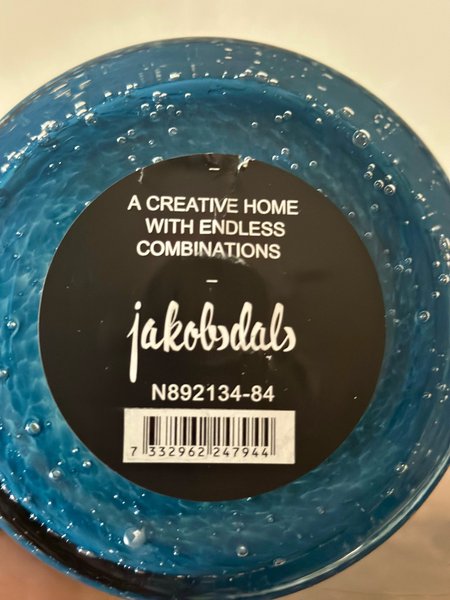 A CREATIVE HOME
WITH ENDLESS
COMBINATIONS
jakobsdals
N892134-84
7 332962 247944